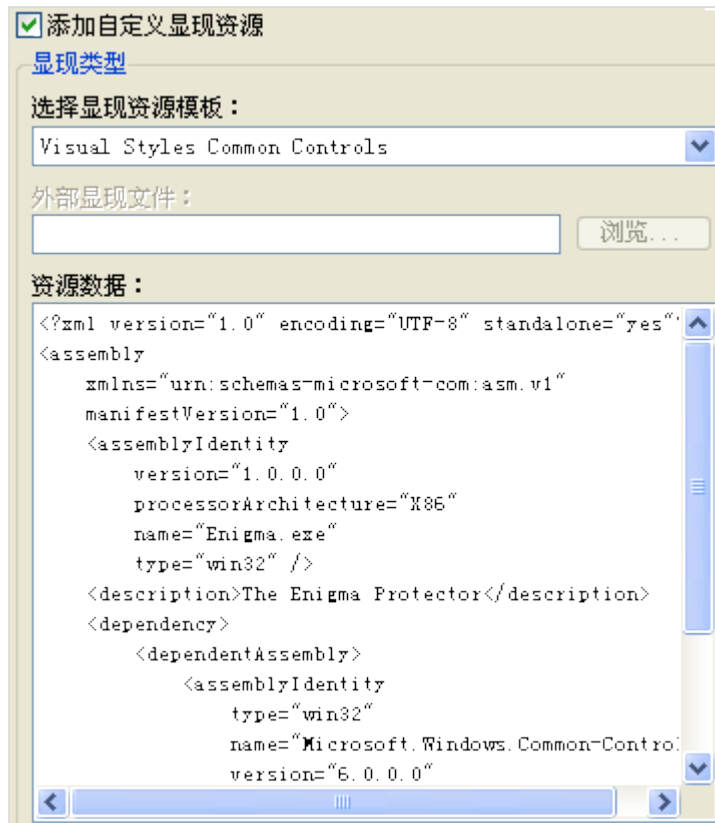 添加自定义显现资源
显现类型
选择显现资源模板：
Visual Styles Common Controls
外部显现文件：
浏览...
资源数据：
<?xml version="1.0" encoding="UTF-8" standalone="yes"
<assembly
xmlns="urn:schemas-microsoft-com:asm.v1"
manifestVersion="1.0">
<assemblyIdentity
version="1.0.0.0"
processorArchitecture="X86"
name="Enigma.exe"
type="win32" />
<description>The Enigma Protector</description>
<dependency>
<dependentAssembly>
<assemblyIdentity
type="win32"
name="Microsoft.Windows.Common-Control
version="6.0.0.0"